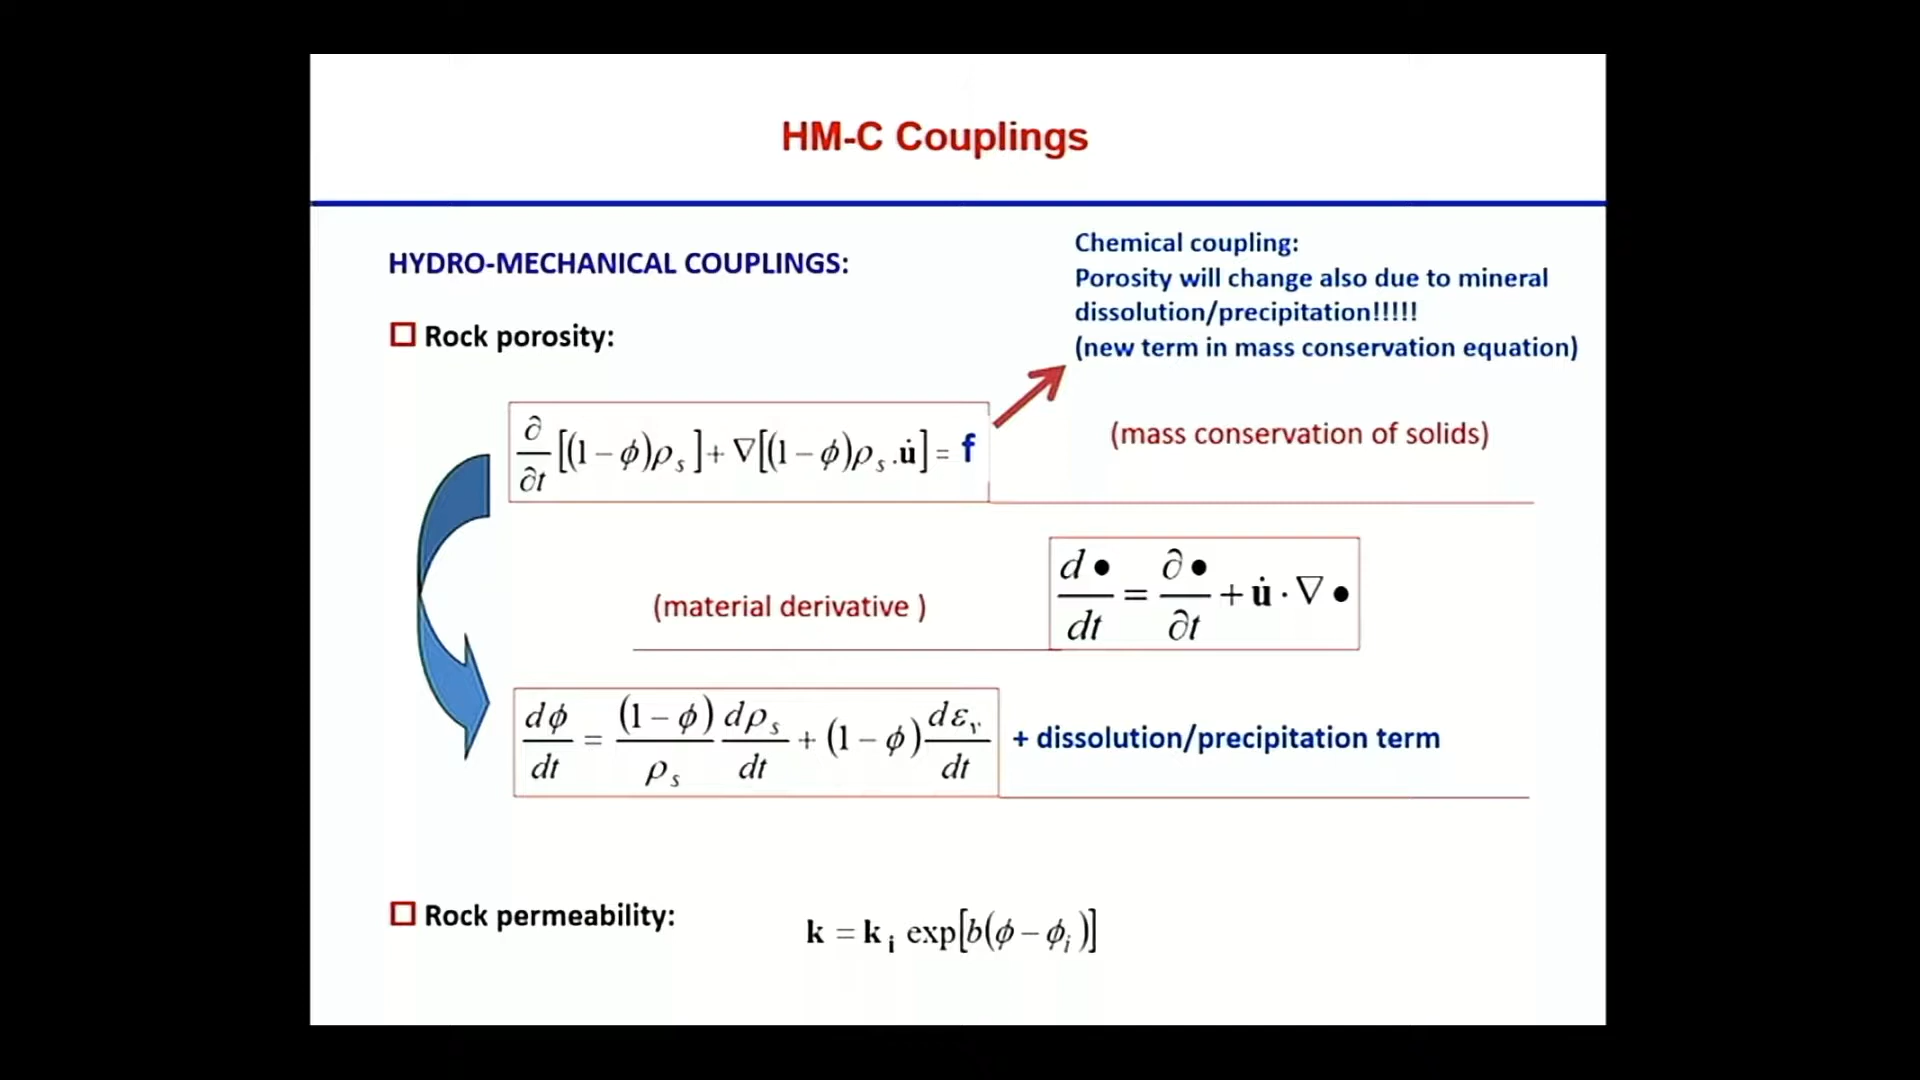 HM-C Couplings
HYDRO-MECHANICAL COUPLINGS:
Chemical coupling:
Porosity will change also due to mineral
dissolution/precipitation!!!!!
(new term in mass conservation equation)
Rock porosity:
∂/∂t [(1 − ϕ)ρ_s] + ∇[(1 − ϕ)ρ_s . u̇] = f
(mass conservation of solids)
(material derivative )
d•/dt = ∂•/∂t + u̇ · ∇ •
dϕ/dt = (1 − ϕ)/ρ_s dρ_s/dt + (1 − ϕ) dε_v/dt + dissolution/precipitation term
Rock permeability:
k = k_i exp[b(ϕ − ϕ_i)]